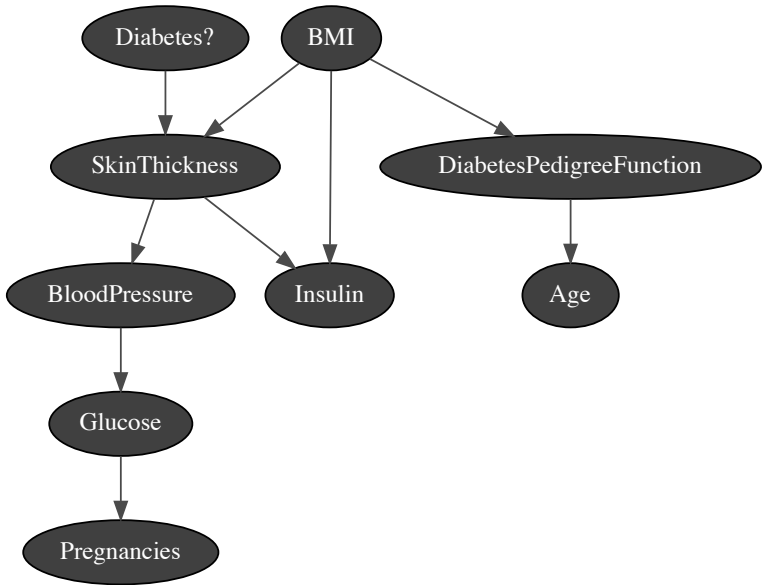 Diabetes?
BMI
SkinThickness
DiabetesPedigreeFunction
BloodPressure
Insulin
Age
Glucose
Pregnancies